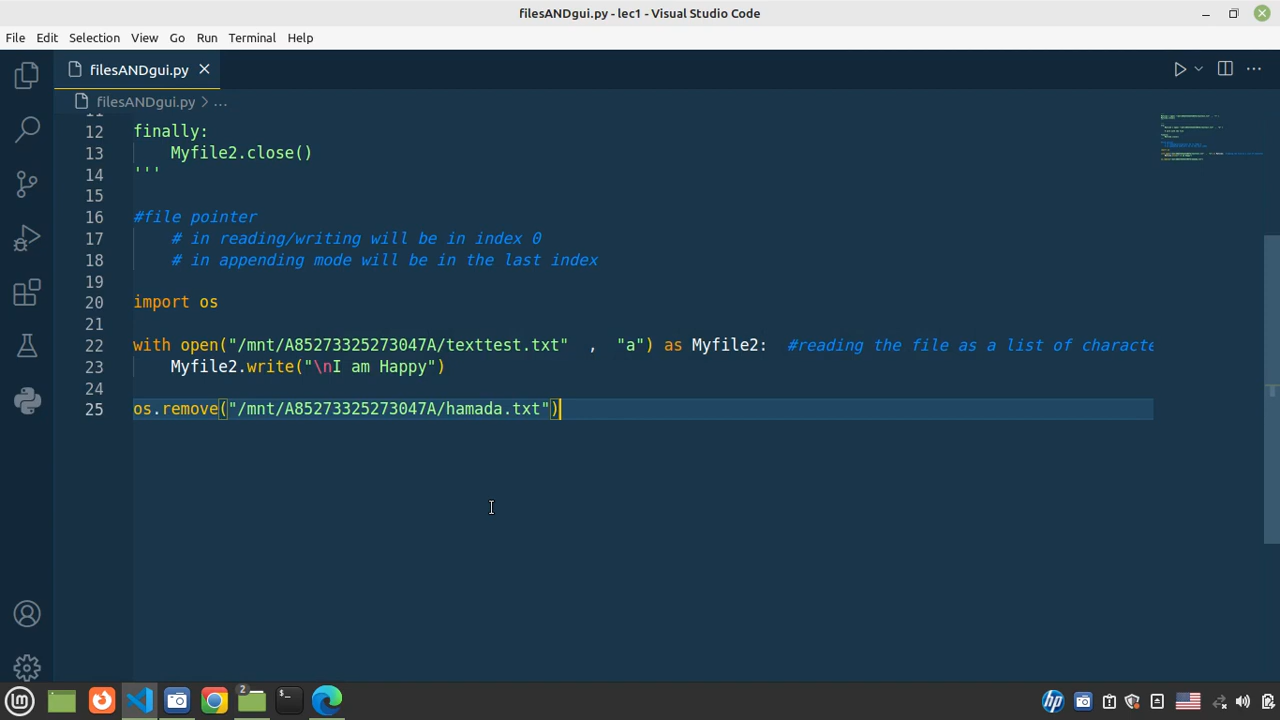 filesANDgui.py - lec1 - Visual Studio Code
File Edit Selection View Go Run Terminal Help
filesANDgui.py
filesANDgui.py > ...
12 finally:
13     Myfile2.close()
14 '''
15
16 #file pointer
17     # in reading/writing will be in index 0
18     # in appending mode will be in the last index
19
20 import os
21
22 with open("/mnt/A85273325273047A/texttest.txt"  ,  "a") as Myfile2:  #reading the file as a list of characte
23     Myfile2.write("\nI am Happy")
24
25 os.remove("/mnt/A85273325273047A/hamada.txt")
2